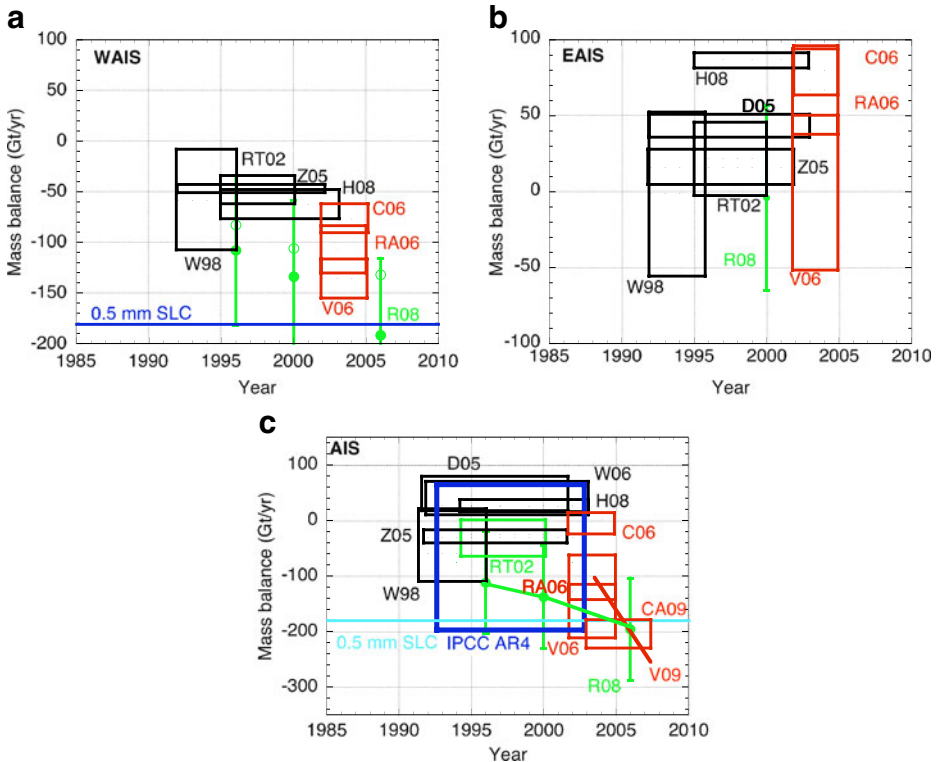 a
WAIS
Mass balance (Gt/yr)
100
50
0
-50
-100
-150
-200
RT02
Z05
H08
C06
RA06
W98
V06
R08
0.5 mm SLC
1985 1990 1995 2000 2005 2010
Year
b
EAIS
Mass balance (Gt/yr)
100
50
0
-50
-100
C06
H08
D05
RA06
Z05
RT02
R08
W98
V06
1985 1990 1995 2000 2005 2010
Year
c
AIS
Mass balance (Gt/yr)
100
0
-100
-200
-300
D05
W06
H08
Z05
C06
RT02
W98
RA06
CA09
0.5 mm SLC
IPCC AR4
V06
V09
R08
1985 1990 1995 2000 2005 2010
Year